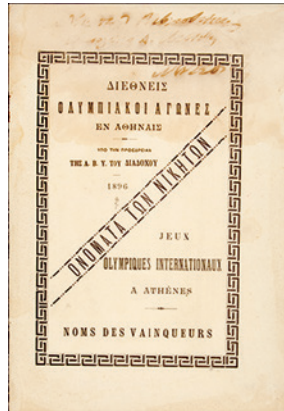 ΔΙΕΘΝΕΙΣ
ΟΛΥΜΠΙΑΚΟΙ ΑΓΩΝΕΣ
ΕΝ ΑΘΗΝΑΙΣ
ΥΠΟ ΤΗΝ ΠΡΟΕΔΡΕΙΑΝ
ΤΗΣ Α. Β. Υ. ΤΟΥ ΔΙΑΔΟΧΟΥ
1896
ΟΝΟΜΑΤΑ ΤΩΝ ΝΙΚΗΤΩΝ
JEUX
OLYMPIQUES INTERNATIONAUX
A ATHÉNES
NOMS DES VAINQUEURS